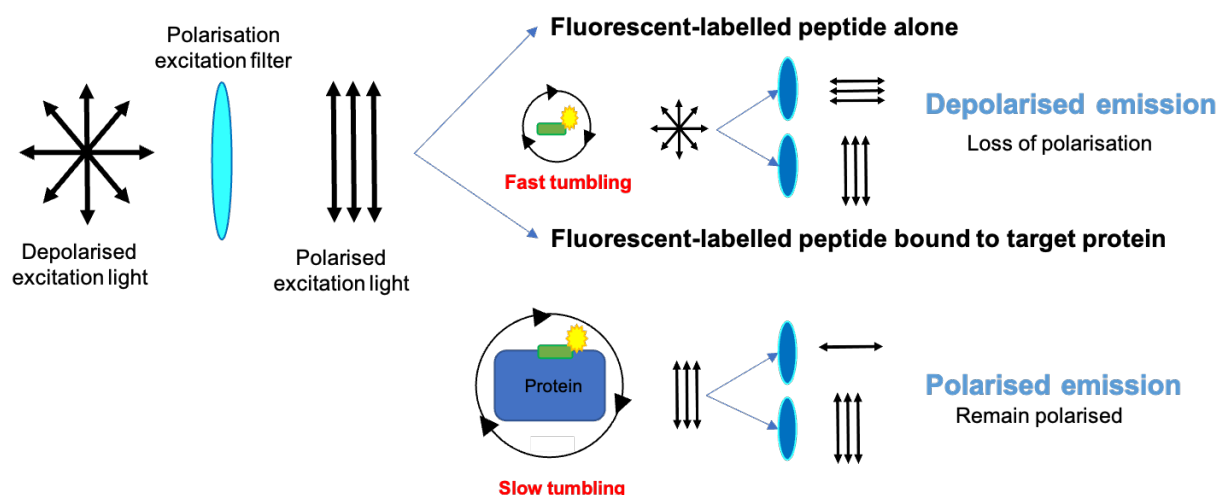 Polarisation
excitation filter
Depolarised
excitation light
Polarised
excitation light
Fluorescent-labelled peptide alone
Fast tumbling
Depolarised emission
Loss of polarisation
Fluorescent-labelled peptide bound to target protein
Protein
Slow tumbling
Polarised emission
Remain polarised